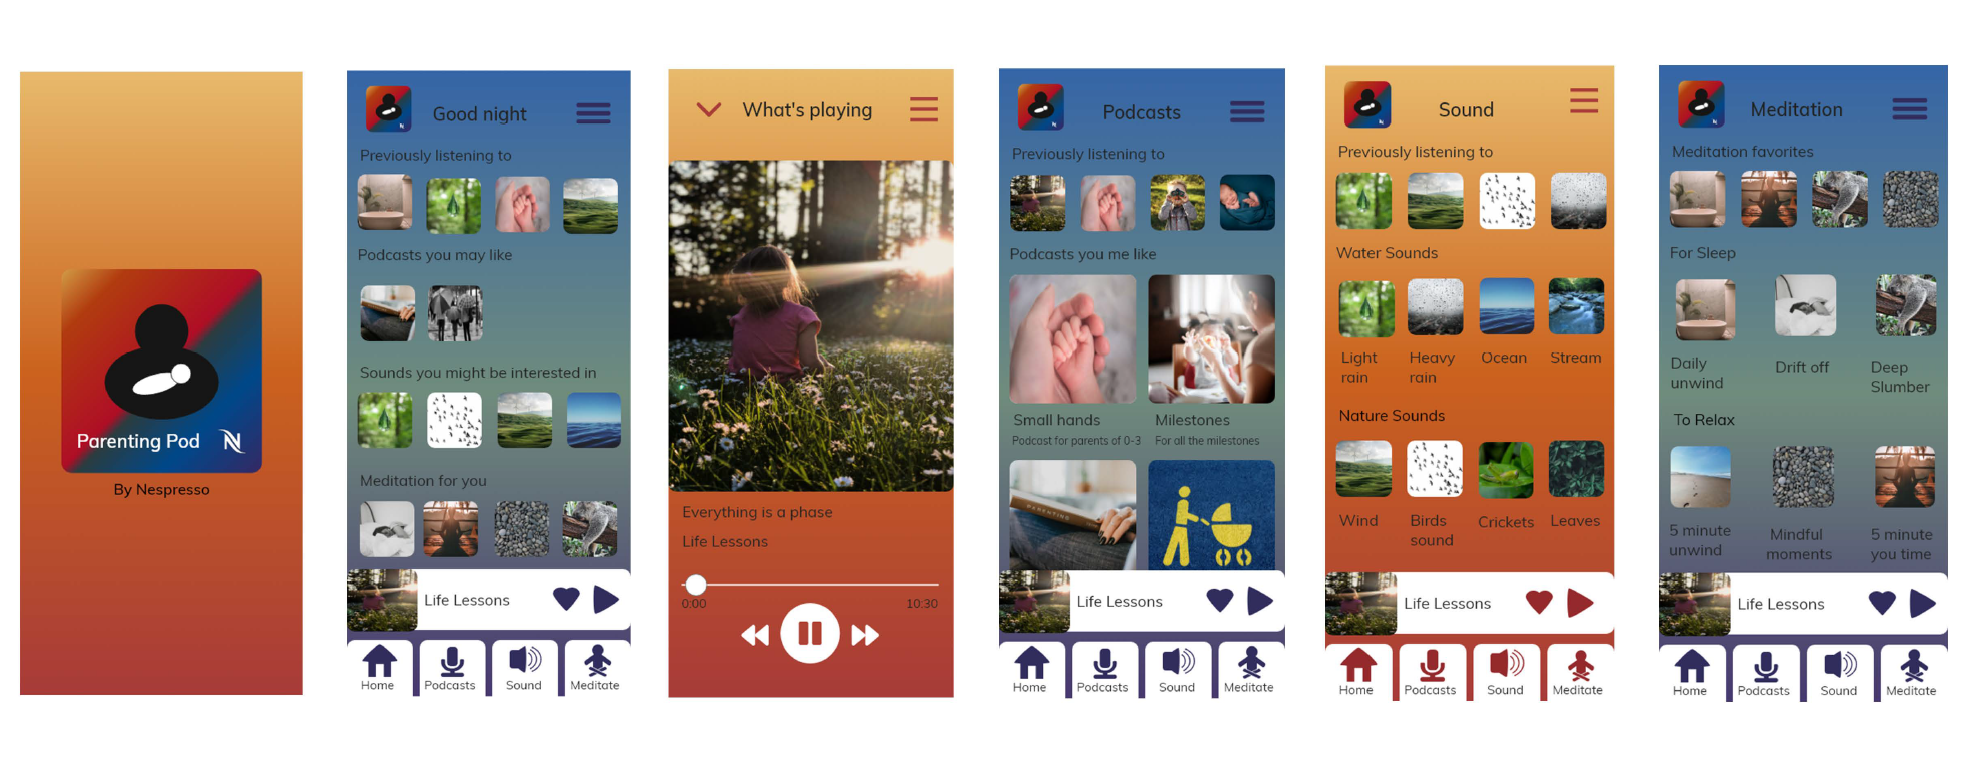 Parenting Pod N
By Nespresso
Good night
Previously listening to
Podcasts you may like
Sounds you might be interested in
Meditation for you
Life Lessons
Home Podcasts Sound Meditate
What's playing
Everything is a phase
Life Lessons
0:00 10:30
Podcasts
Previously listening to
Podcasts you me like
Small hands Milestones
Podcast for parents of 0-3 For all the milestones
PARENTING
Life Lessons
Home Podcasts Sound Meditate
Sound
Previously listening to
Water Sounds
Light rain
Heavy rain
Ocean
Stream
Nature Sounds
Wind
Birds sound
Crickets
Leaves
Life Lessons
Home Podcasts Sound Meditate
Meditation
Meditation favorites
For Sleep
Daily unwind
Drift off
Deep Slumber
To Relax
5 minute unwind
Mindful moments
5 minute you time
Life Lessons
Home Podcasts Sound Meditate